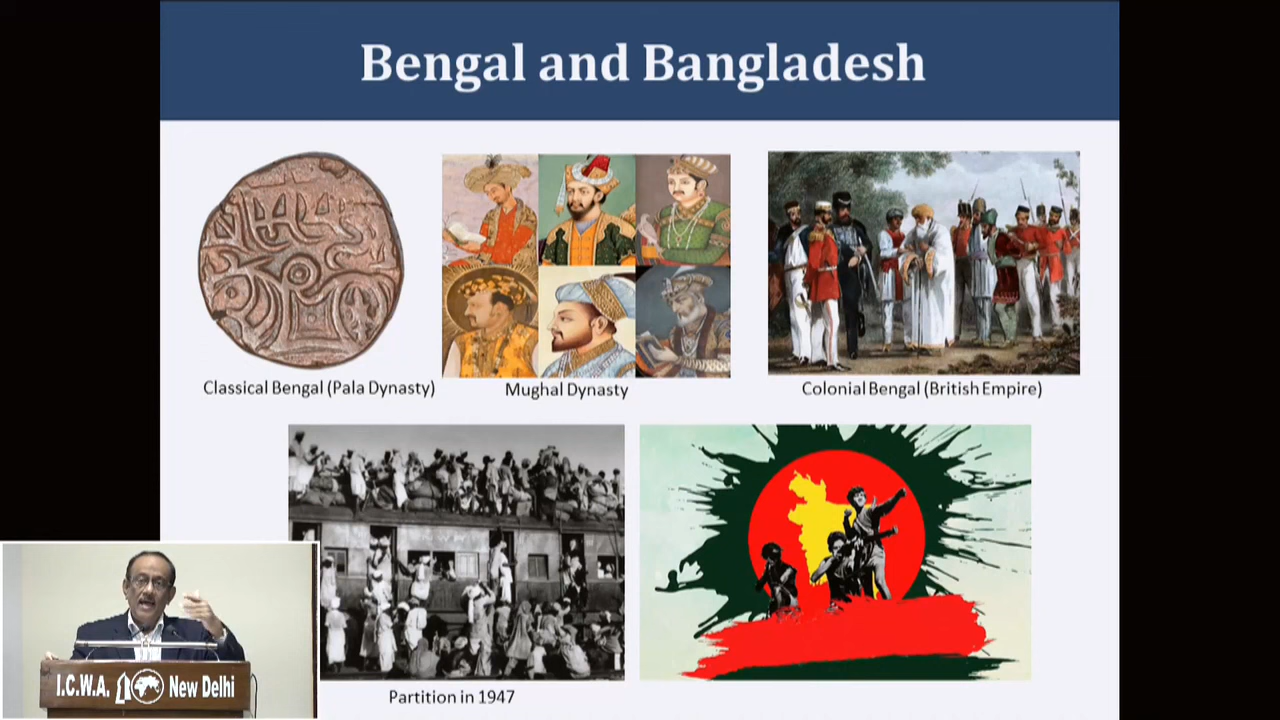 Bengal and Bangladesh
Classical Bengal (Pala Dynasty)
Mughal Dynasty
Colonial Bengal (British Empire)
Partition in 1947
I.C.W.A. New Delhi